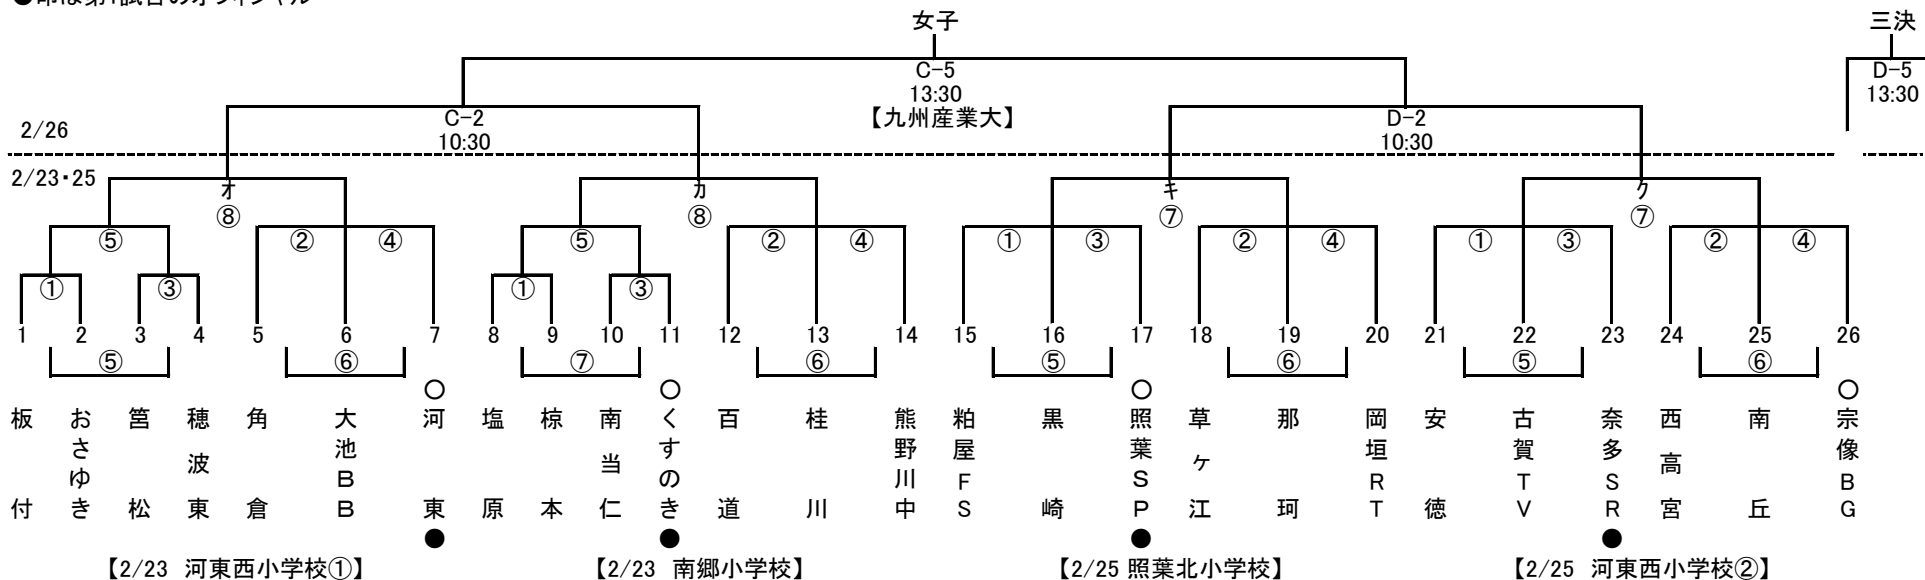 ●印は第1試合のオフィシャル
女子
三決
C-5
13:30
【九州産業大】
D-5
13:30
C-2
10:30
D-2
10:30
2/26
2/23・25
オ カ キ ク
⑧ ⑧ ⑦ ⑦
⑤ ② ④ ⑤ ② ④ ① ③ ② ④ ① ③ ② ④
① ③ ① ③
1 2 3 4 5 6 7 8 9 10 11 12 13 14 15 16 17 18 19 20 21 22 23 24 25 26
⑤ ⑥ ⑦ ⑥ ⑤ ⑥ ⑤ ⑥
○ ○ ○ ○
板付
おさゆき
筥松
穂波東
角倉
大池BB
河東
塩原
椋本
南当仁
くすのき
百道
桂川
熊野川中
粕屋FS
黒崎
照葉SP
草ヶ江
那珂
岡垣RT
安徳
古賀TV
奈多SR
西高宮
南丘
宗像BG
● ● ● ●
【2/23 河東西小学校①】
【2/23 南郷小学校】
【2/25 照葉北小学校】
【2/25 河東西小学校②】